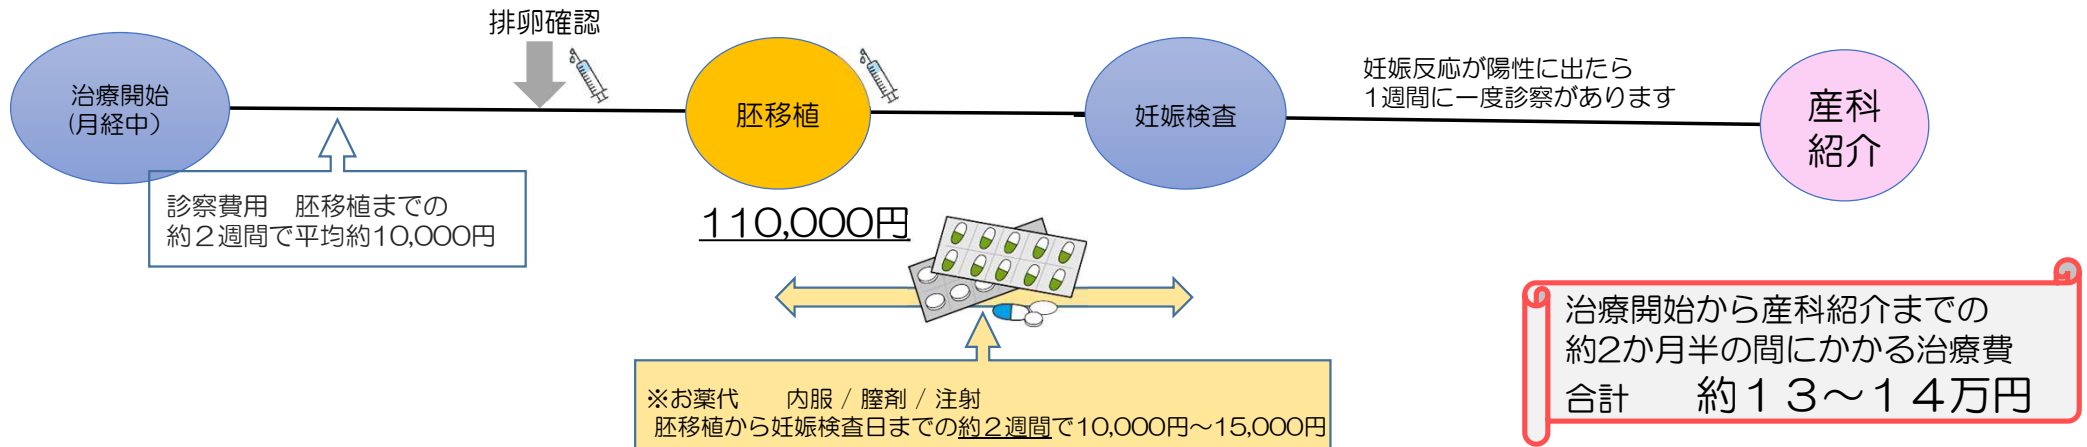 排卵確認
治療開始
(月経中）
胚移植
妊娠検査
妊娠反応が陽性に出たら
1週間に一度診察があります
産科
紹介
診察費用　胚移植までの
約２週間で平均約10,000円
110,000円
※お薬代　　内服 / 膣剤 / 注射
胚移植から妊娠検査日までの約２週間で10,000円～15,000円
治療開始から産科紹介までの
約2か月半の間にかかる治療費
合計　　約１３～１４万円